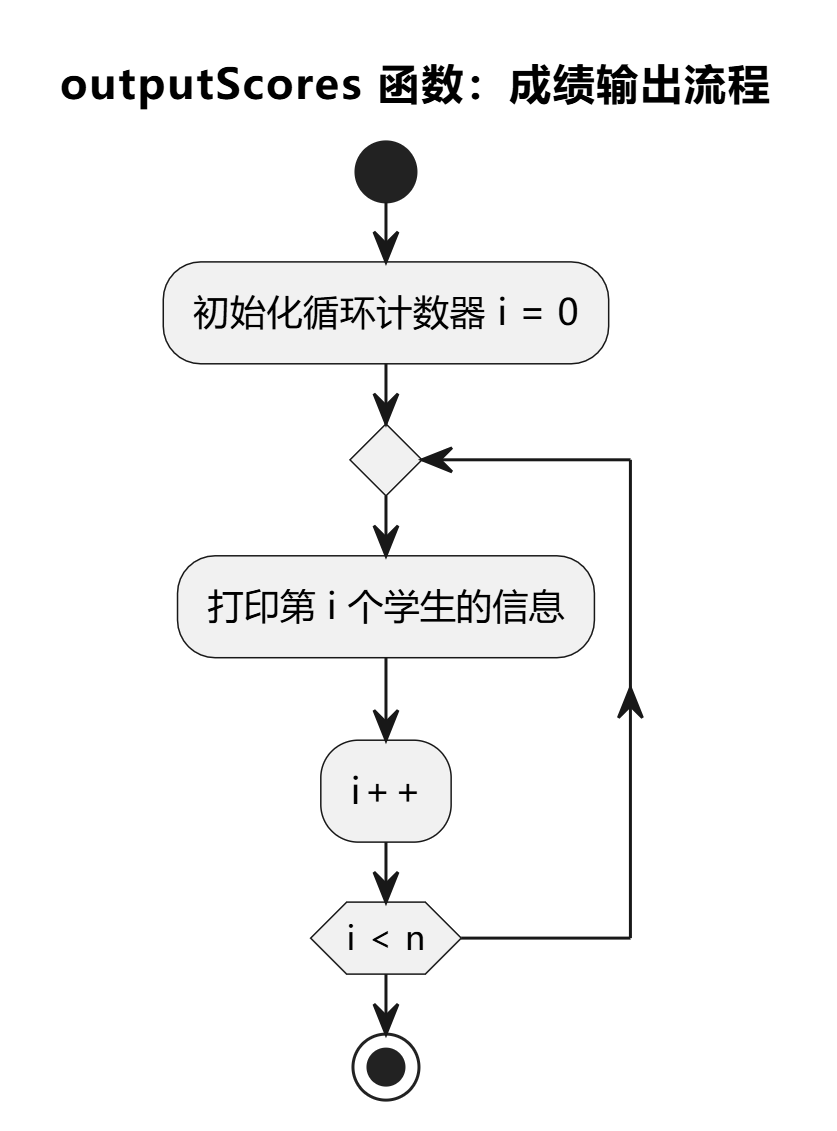 outputScores 函数：成绩输出流程
初始化循环计数器 i = 0
打印第 i 个学生的信息
i++
i < n